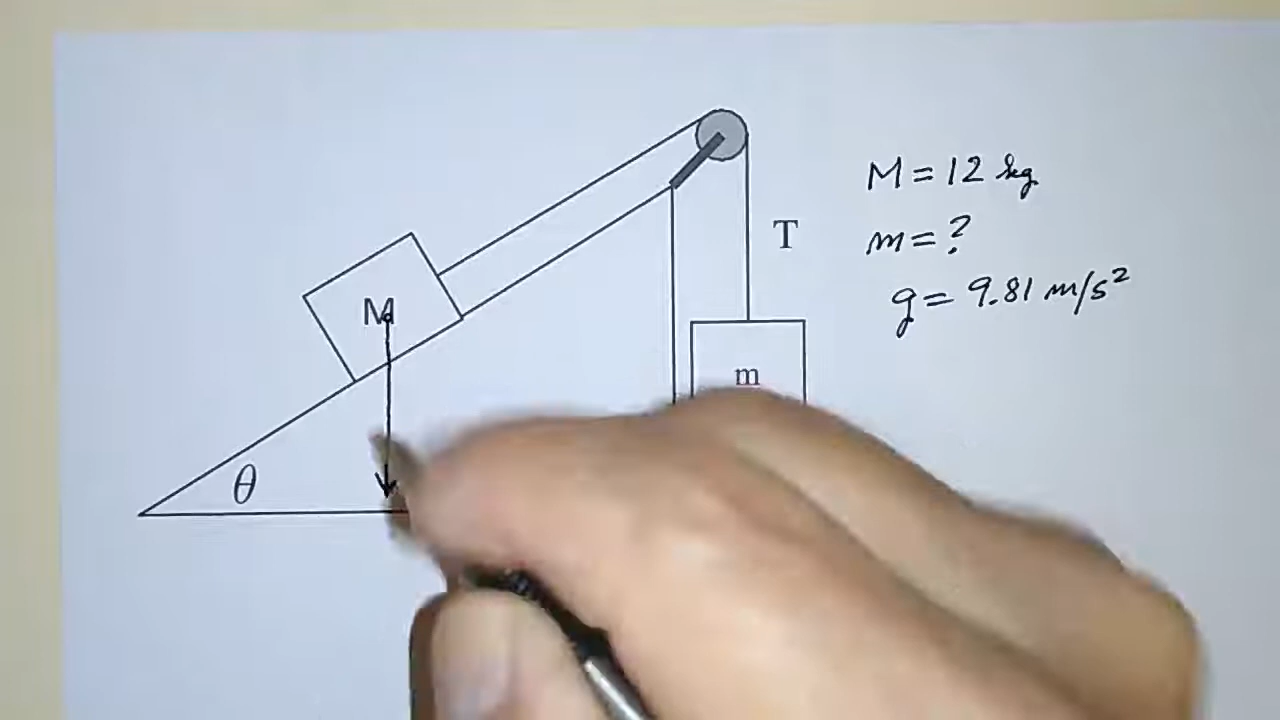 M = 12 kg
T
m = ?
g = 9.81 m/s²
M
m
θ